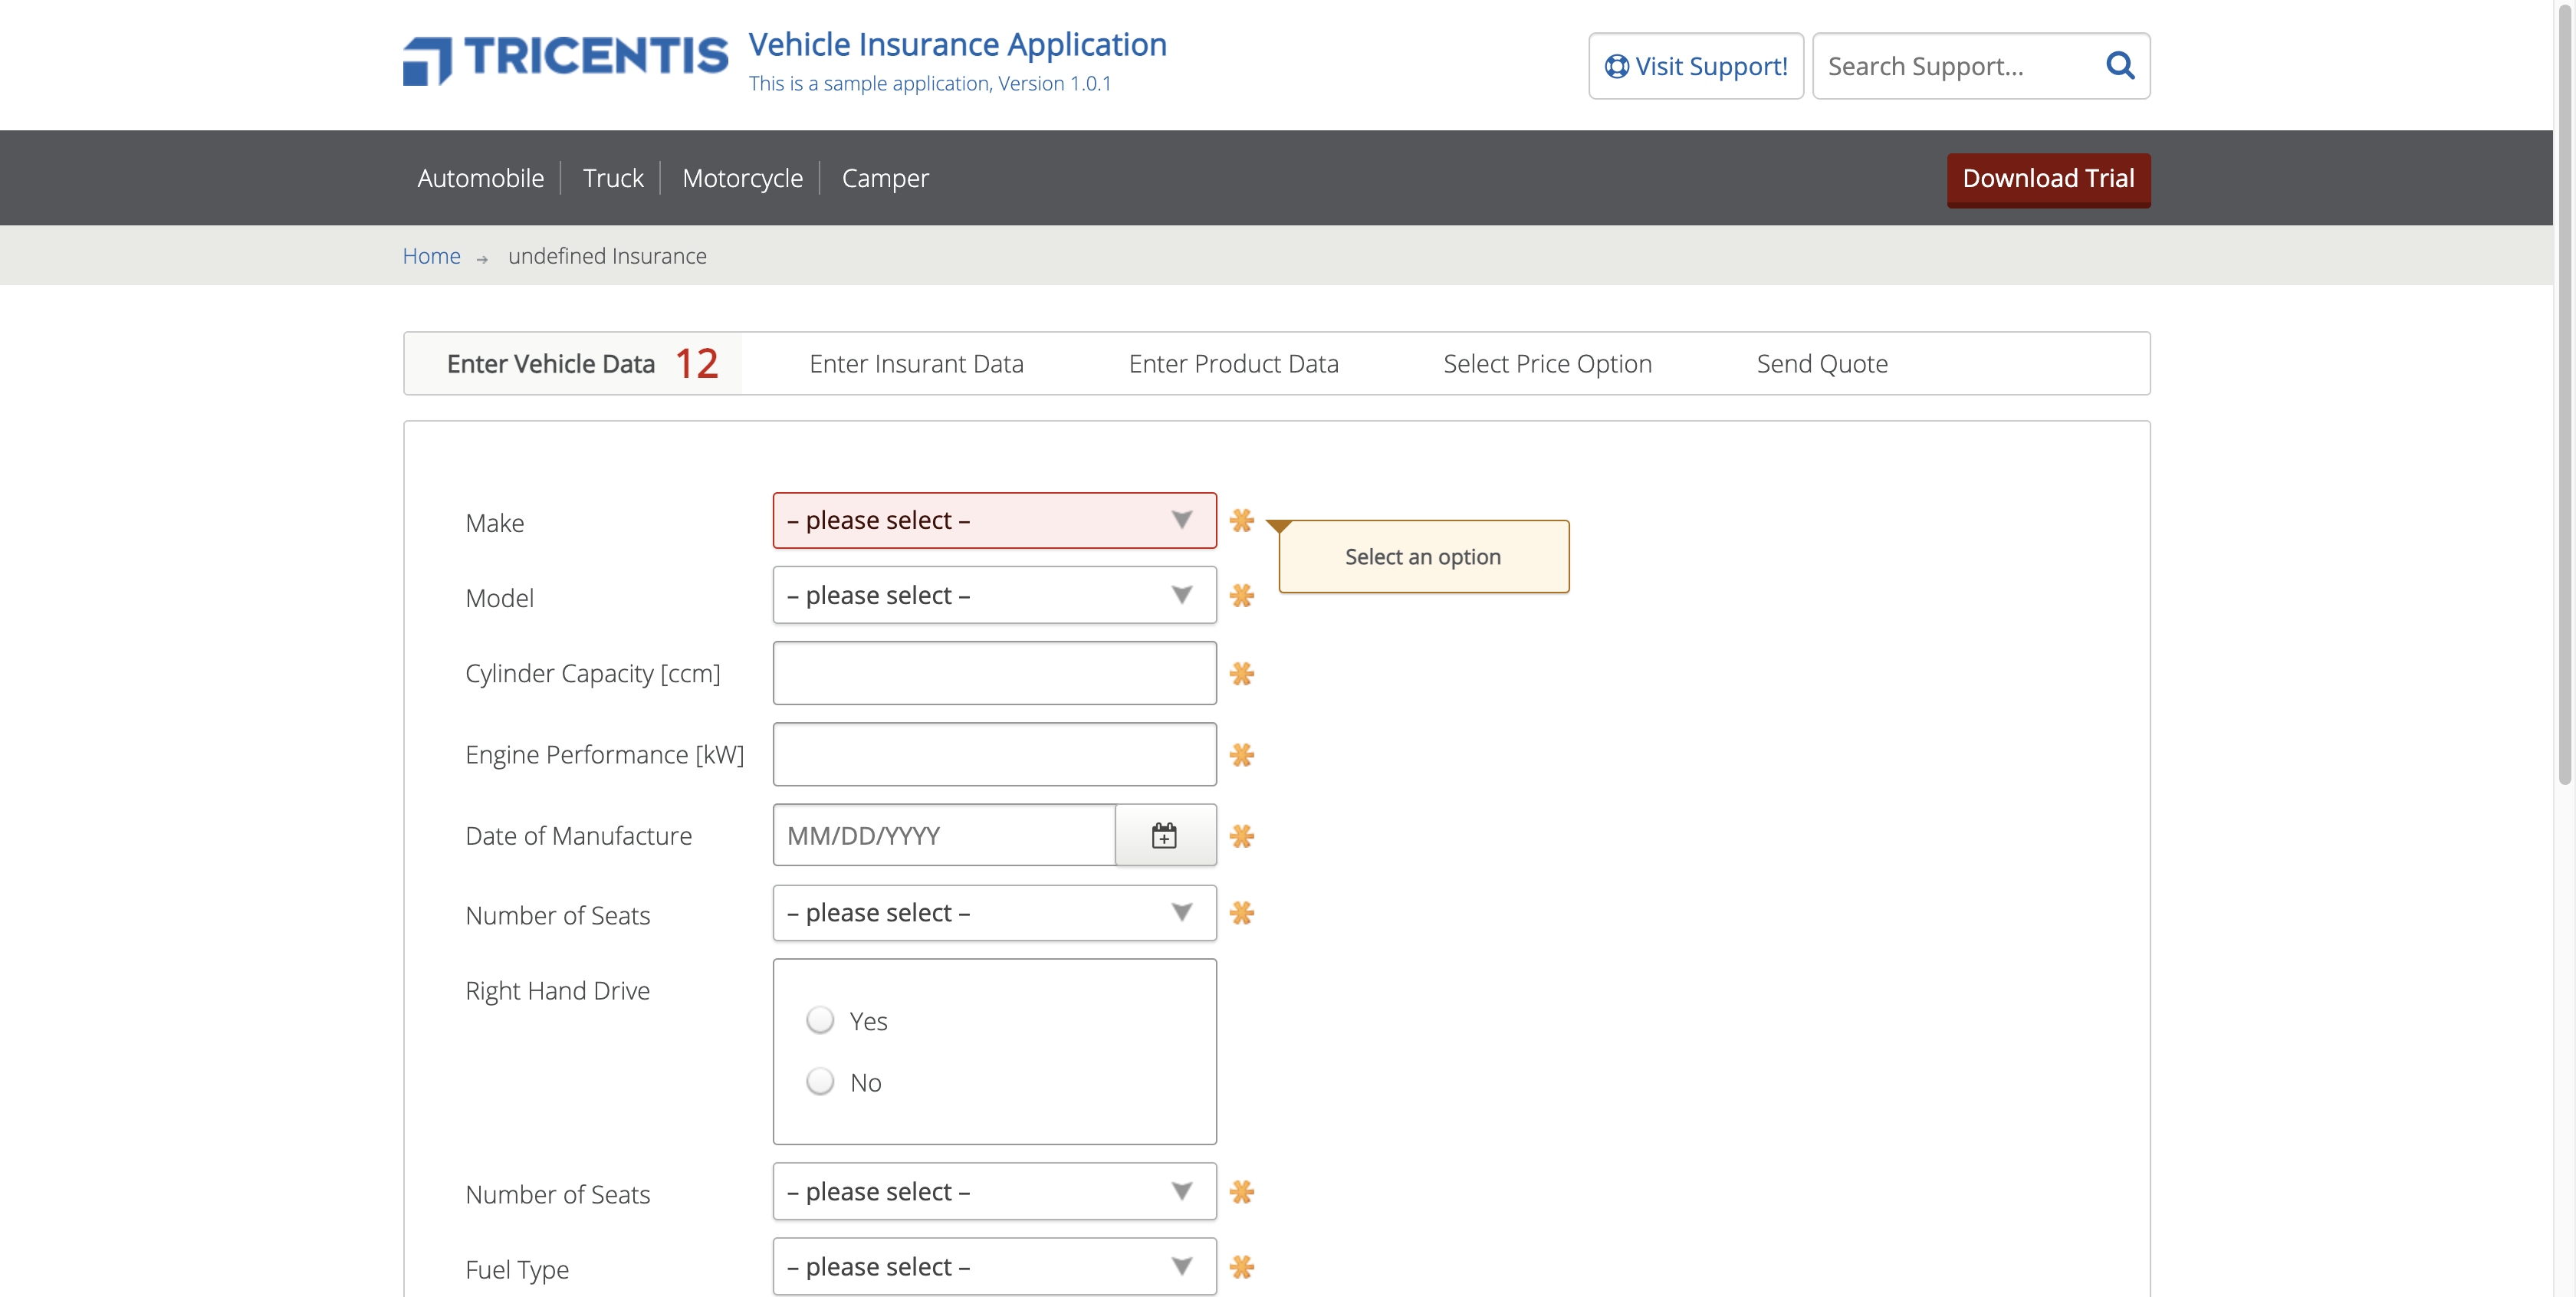 TRICENTIS
Vehicle Insurance Application
This is a sample application, Version 1.0.1
Visit Support!
Search Support...
Automobile
Truck
Motorcycle
Camper
Download Trial
Home
undefined Insurance
Enter Vehicle Data 12
Enter Insurant Data
Enter Product Data
Select Price Option
Send Quote
Make
– please select –
Select an option
Model
– please select –
Cylinder Capacity [ccm]
Engine Performance [kW]
Date of Manufacture
MM/DD/YYYY
Number of Seats
– please select –
Right Hand Drive
Yes
No
Number of Seats
– please select –
Fuel Type
– please select –